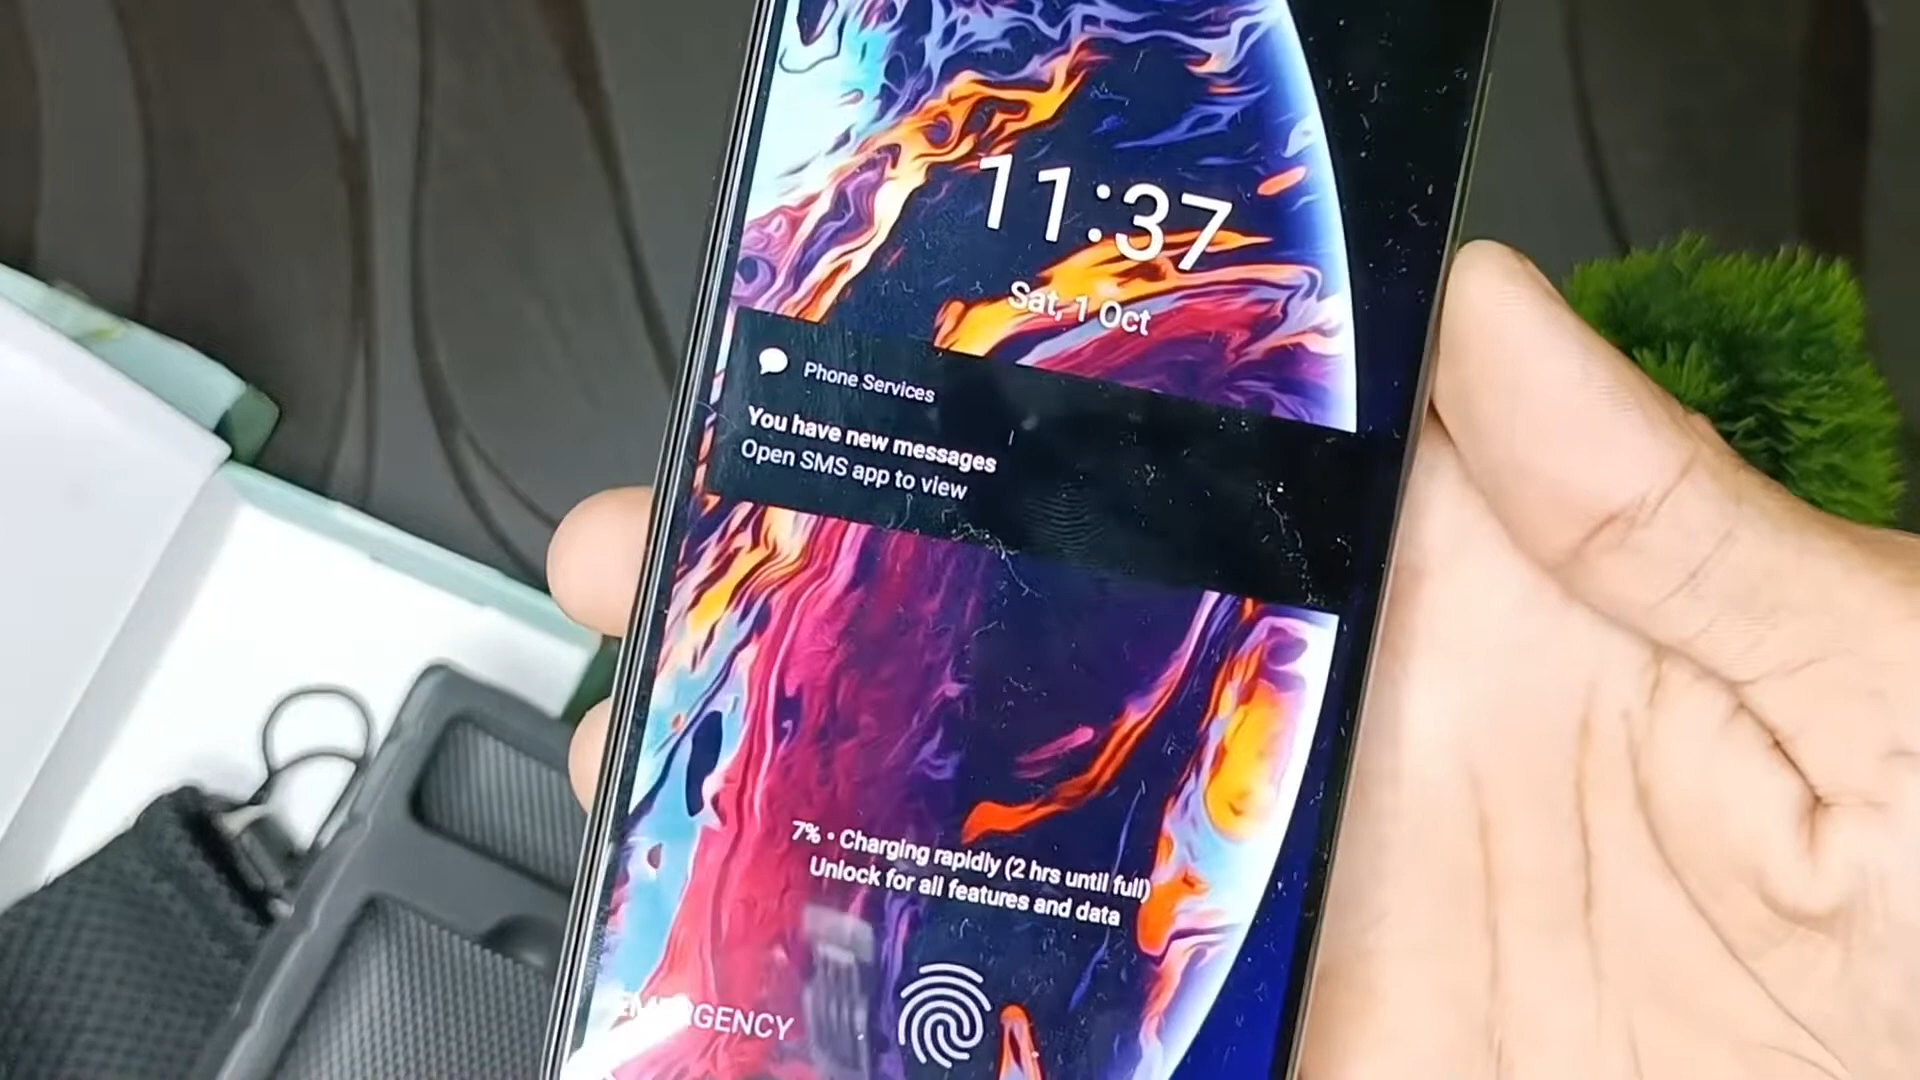 11:37
Sat, 1 Oct
Phone Services
You have new messages
Open SMS app to view
7% • Charging rapidly (2 hrs until full)
Unlock for all features and data
EMERGENCY